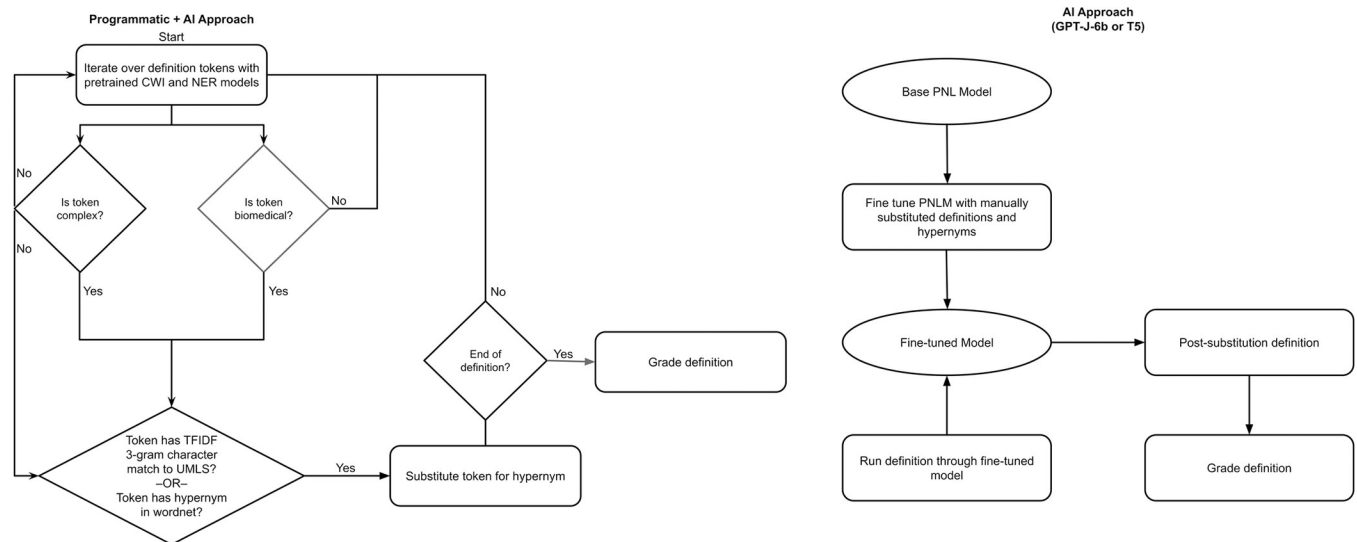 Programmatic + AI Approach
Start
Iterate over definition tokens with
pretrained CWI and NER models
No
Is token
complex?
No
Yes
Is token
biomedical?
No
Yes
Token has TFIDF
3-gram character
match to UMLS?
–OR–
Token has hypernym
in wordnet?
Yes
Substitute token for hypernym
No
End of
definition?
Yes
Grade definition
AI Approach
(GPT-J-6b or T5)
Base PNL Model
Fine tune PNLM with manually
substituted definitions and
hypernyms
Fine-tuned Model
Post-substitution definition
Run definition through fine-tuned
model
Grade definition